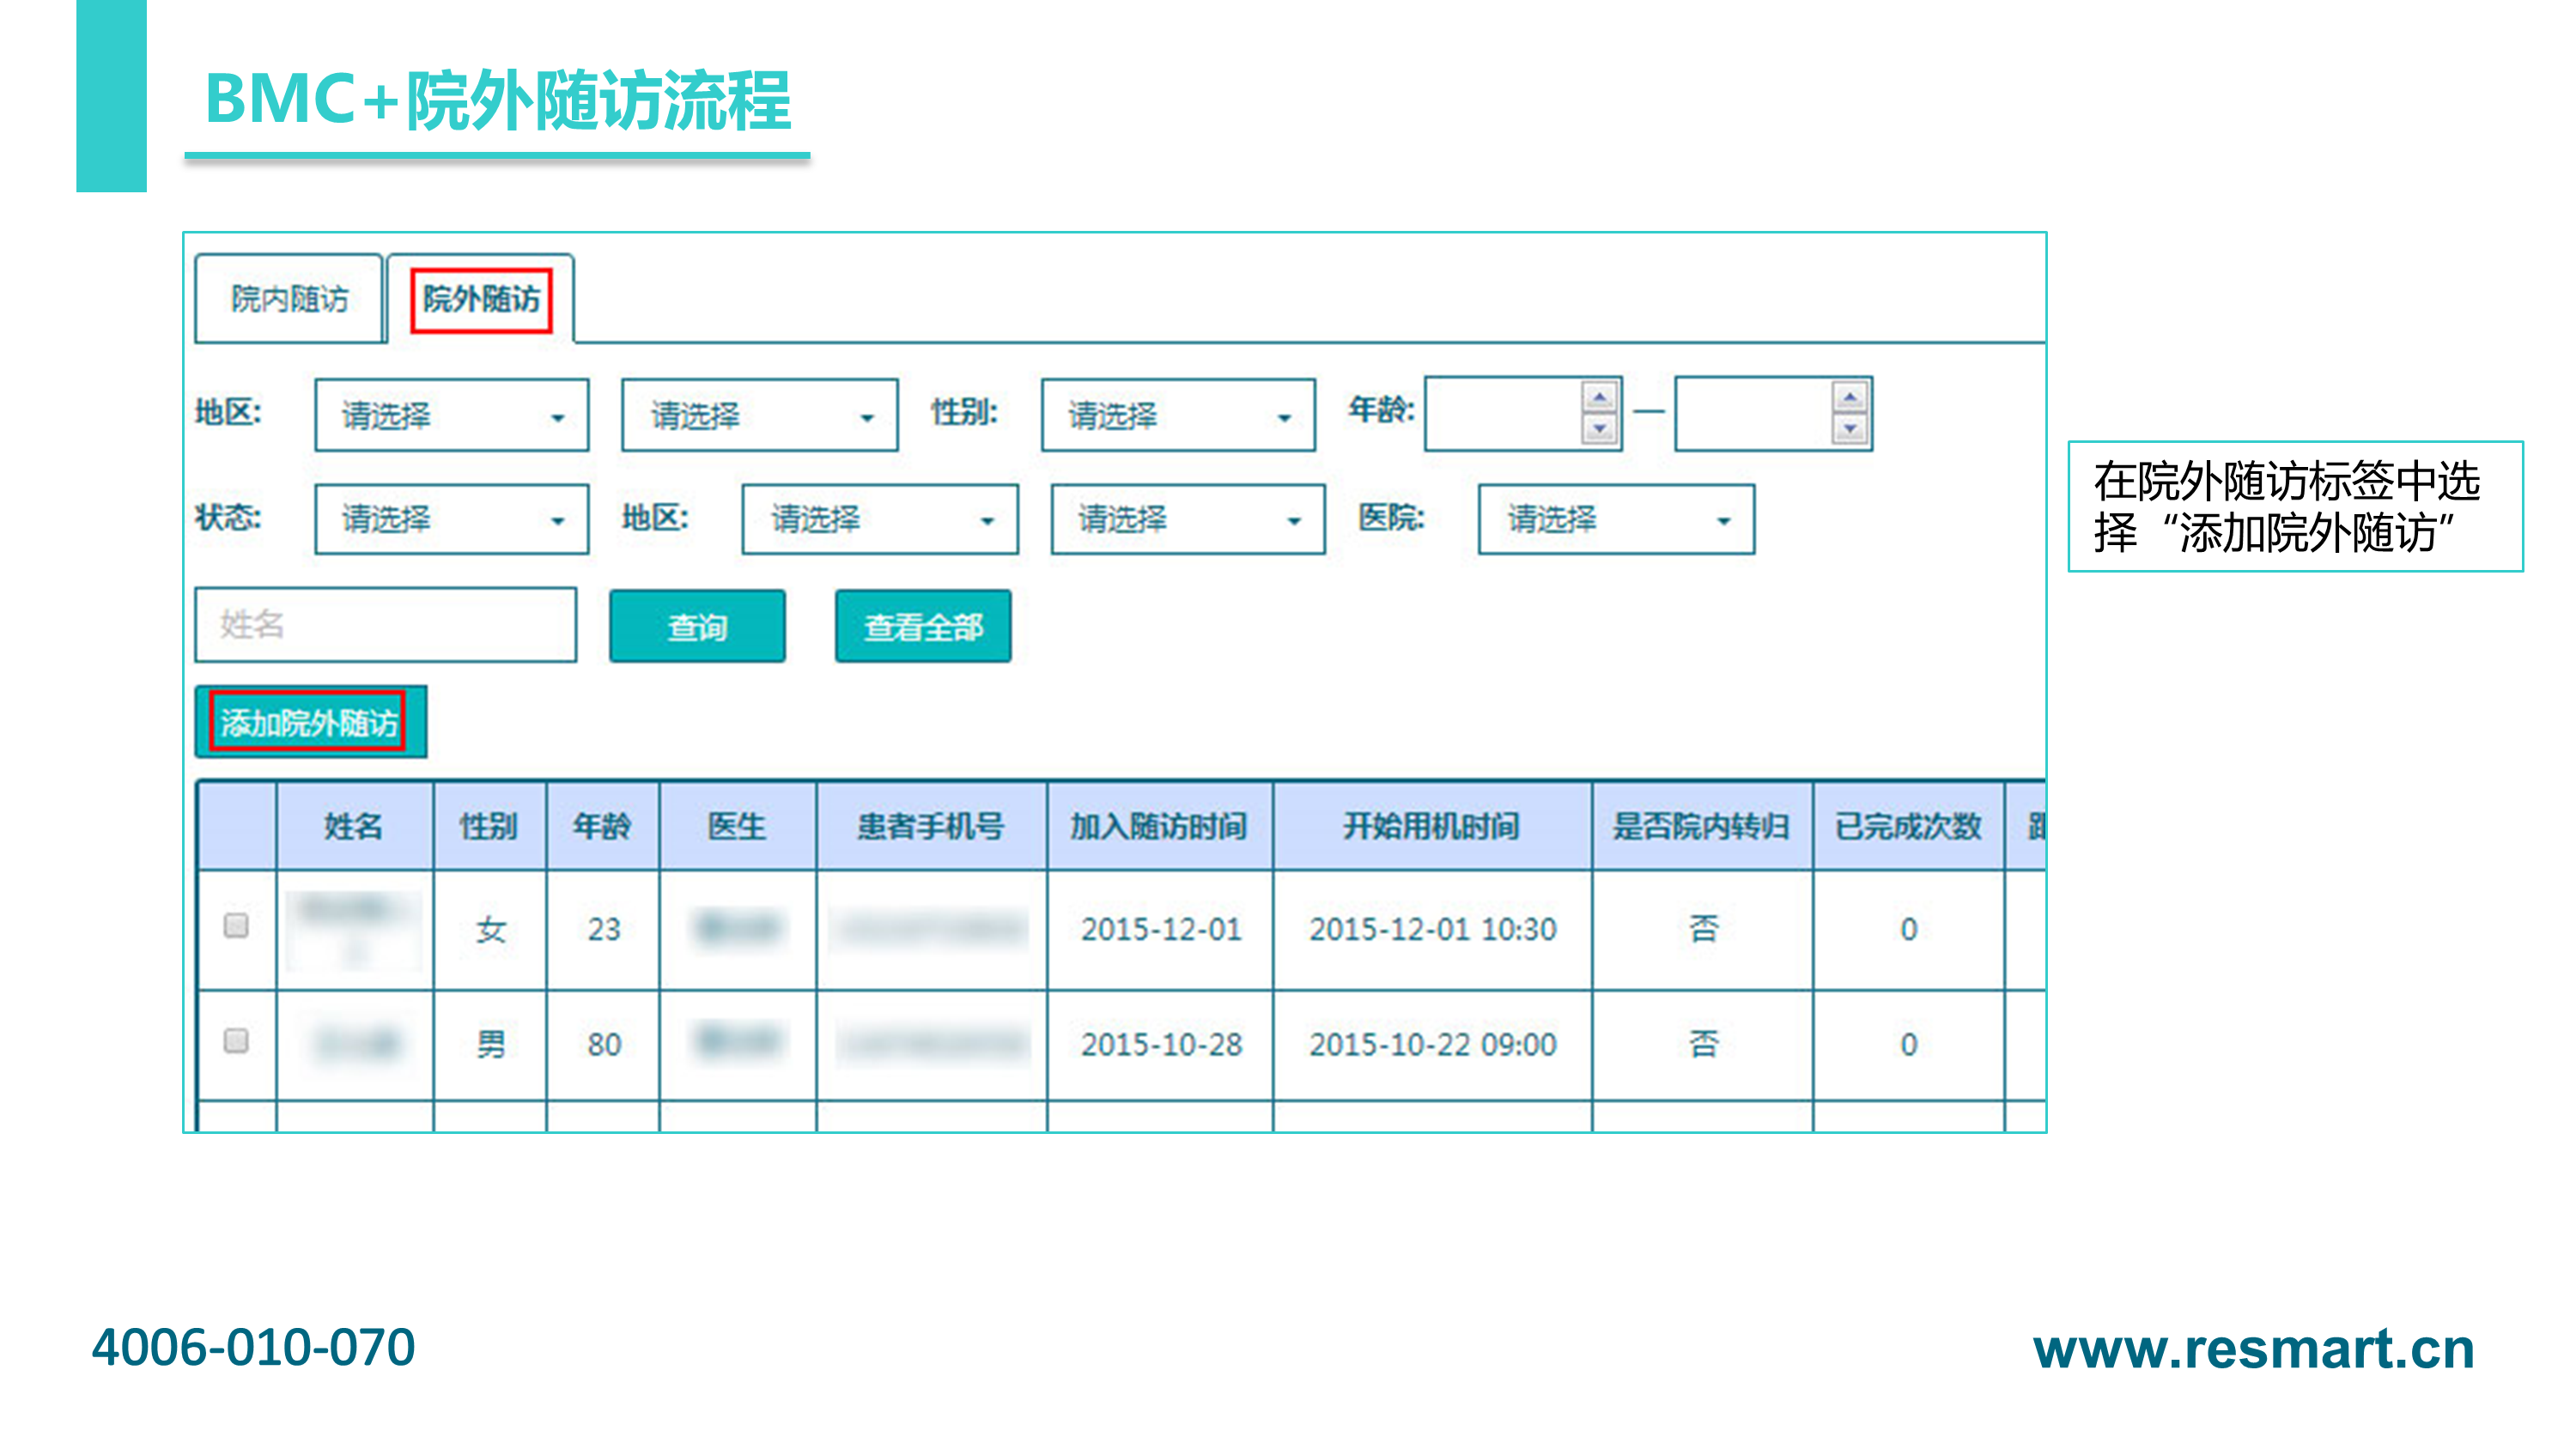 BMC+院外随访流程
院内随访 院外随访
地区: 请选择 请选择 性别: 请选择 年龄: —
状态: 请选择 地区: 请选择 请选择 医院: 请选择
姓名 查询 查看全部
添加院外随访
姓名 性别 年龄 医生 患者手机号 加入随访时间 开始用机时间 是否院内转归 已完成次数
女 23 2015-12-01 2015-12-01 10:30 否 0
男 80 2015-10-28 2015-10-22 09:00 否 0
在院外随访标签中选
择“添加院外随访”
4006-010-070
www.resmart.cn